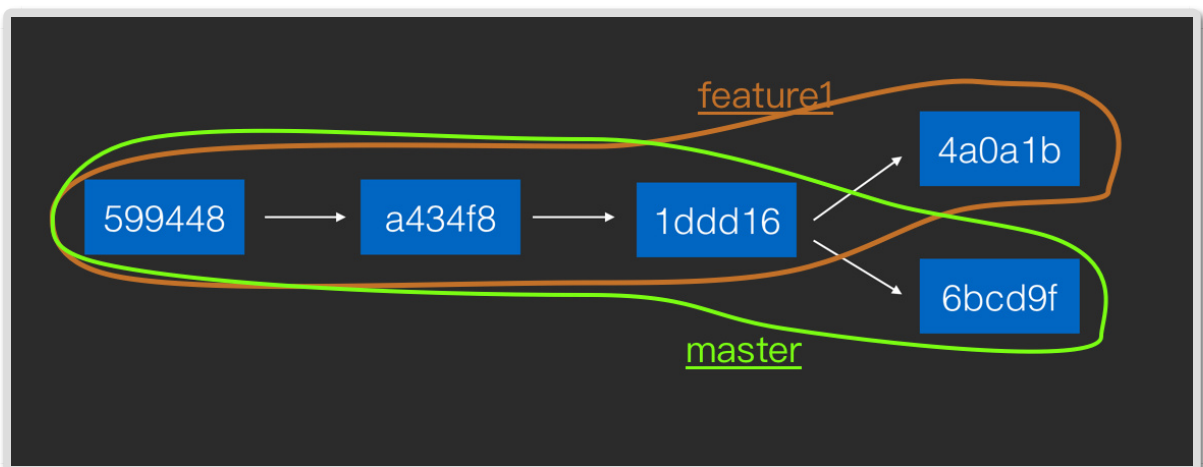 feature1
4a0a1b
599448
a434f8
1ddd16
6bcd9f
master